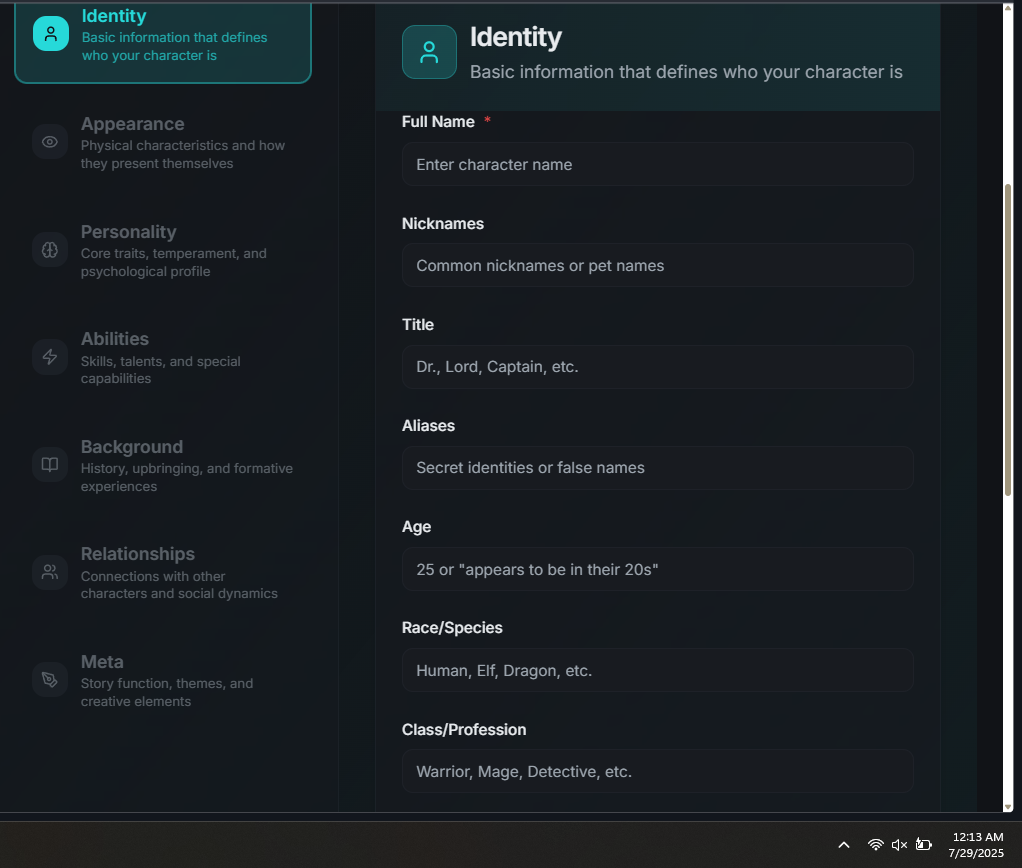 Identity
Basic information that defines
who your character is
Appearance
Physical characteristics and how
they present themselves
Personality
Core traits, temperament, and
psychological profile
Abilities
Skills, talents, and special
capabilities
Background
History, upbringing, and formative
experiences
Relationships
Connections with other
characters and social dynamics
Meta
Story function, themes, and
creative elements
Identity
Basic information that defines who your character is
Full Name *
Enter character name
Nicknames
Common nicknames or pet names
Title
Dr., Lord, Captain, etc.
Aliases
Secret identities or false names
Age
25 or "appears to be in their 20s"
Race/Species
Human, Elf, Dragon, etc.
Class/Profession
Warrior, Mage, Detective, etc.
12:13 AM
7/29/2025